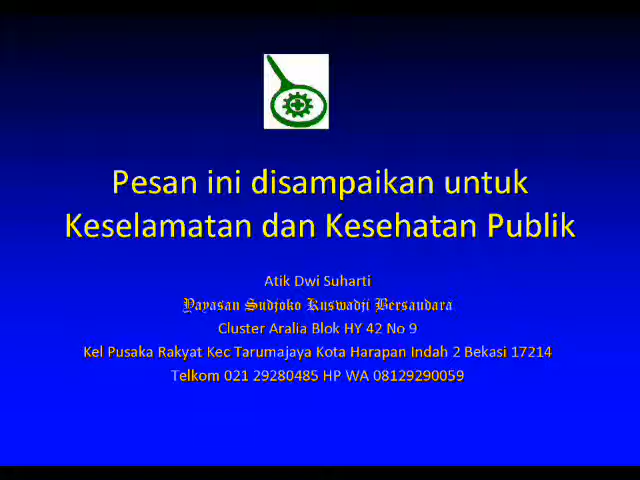 Pesan ini disampaikan untuk
Keselamatan dan Kesehatan Publik
Atik Dwi Suharti
Yayasan Sudjoko Kuswadji Bersaudara
Cluster Aralia Blok HY 42 No 9
Kel Pusaka Rakyat Kec Tarumajaya Kota Harapan Indah 2 Bekasi 17214
Telkom 021 29280485 HP WA 08129290059